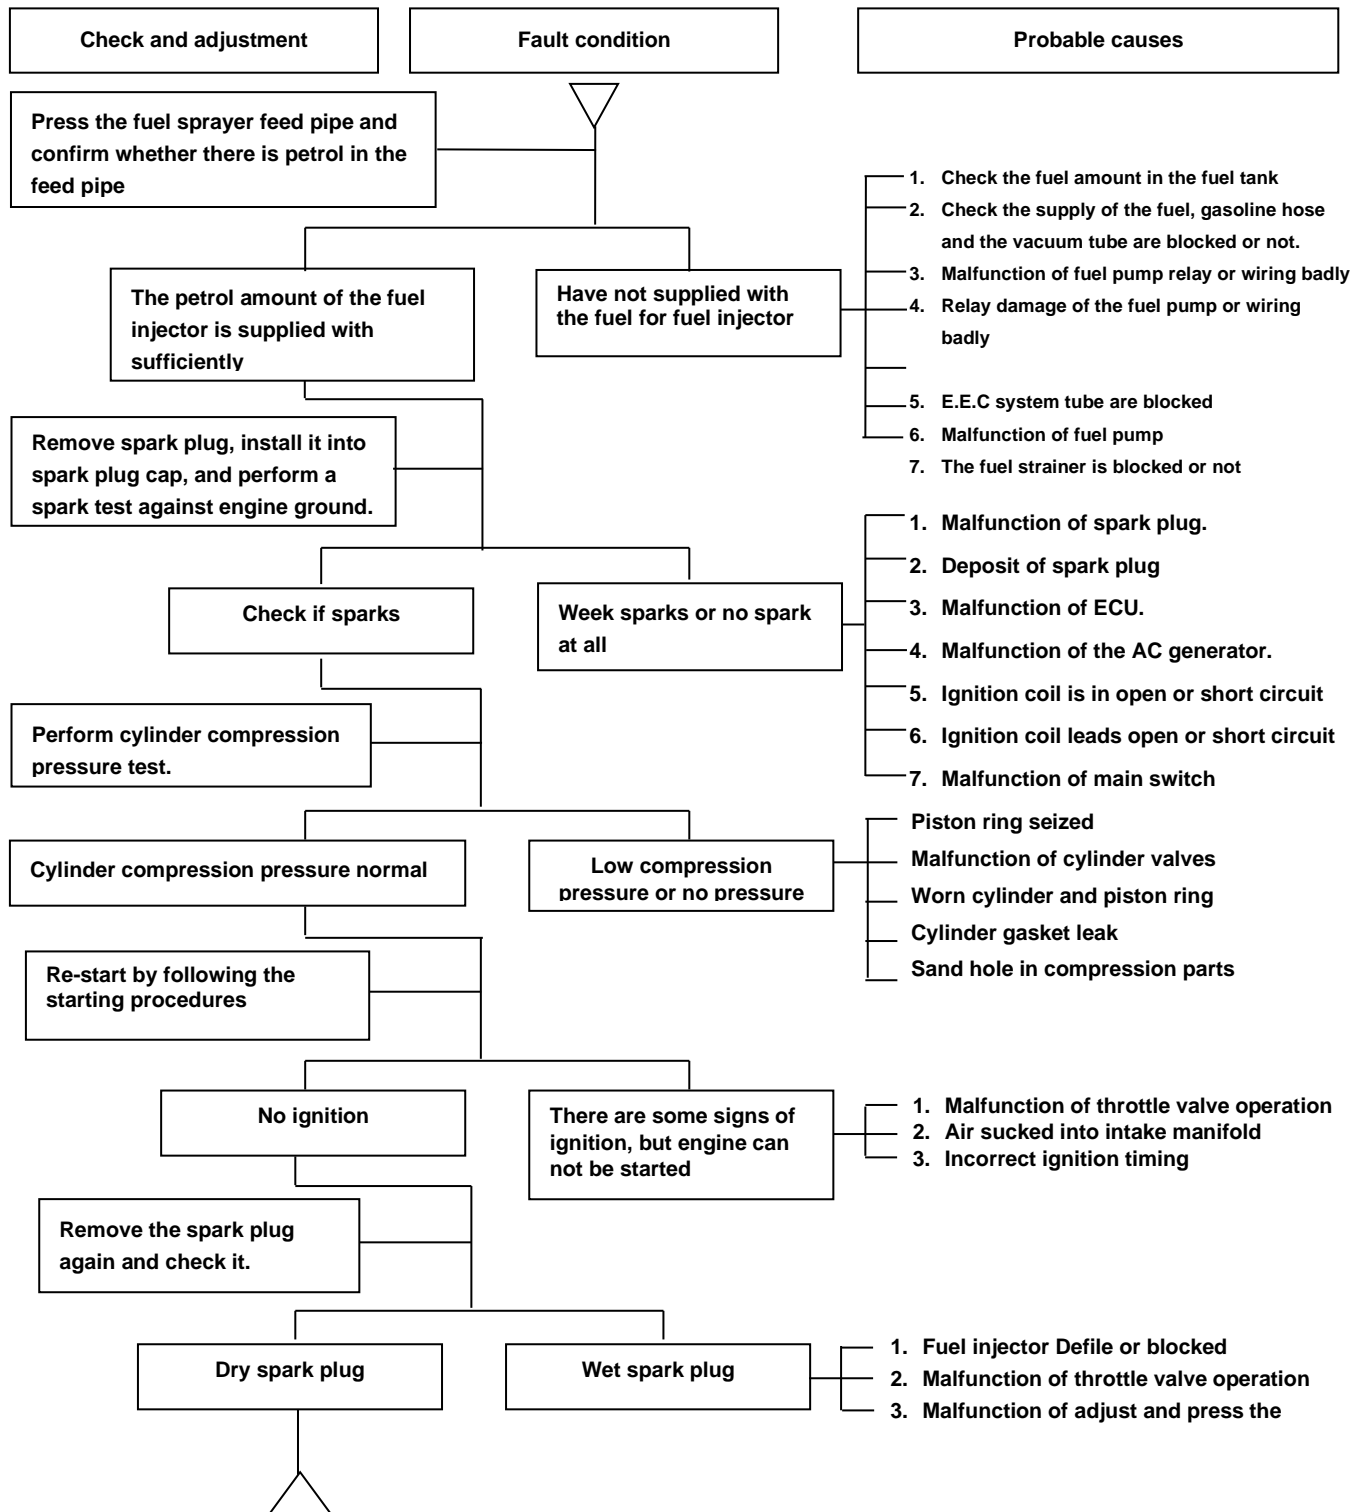 Check and adjustment
Fault condition
Probable causes
Press the fuel sprayer feed pipe and
confirm whether there is petrol in the
feed pipe
1. Check the fuel amount in the fuel tank
2. Check the supply of the fuel, gasoline hose
and the vacuum tube are blocked or not.
3. Malfunction of fuel pump relay or wiring badly
4. Relay damage of the fuel pump or wiring
badly
5. E.E.C system tube are blocked
6. Malfunction of fuel pump
7. The fuel strainer is blocked or not
The petrol amount of the fuel
injector is supplied with
sufficiently
Have not supplied with
the fuel for fuel injector
Remove spark plug, install it into
spark plug cap, and perform a
spark test against engine ground.
Check if sparks
Week sparks or no spark
at all
1. Malfunction of spark plug.
2. Deposit of spark plug
3. Malfunction of ECU.
4. Malfunction of the AC generator.
5. Ignition coil is in open or short circuit
6. Ignition coil leads open or short circuit
7. Malfunction of main switch
Perform cylinder compression
pressure test.
Cylinder compression pressure normal
Low compression
pressure or no pressure
Piston ring seized
Malfunction of cylinder valves
Worn cylinder and piston ring
Cylinder gasket leak
Sand hole in compression parts
Re-start by following the
starting procedures
No ignition
There are some signs of
ignition, but engine can
not be started
1. Malfunction of throttle valve operation
2. Air sucked into intake manifold
3. Incorrect ignition timing
Remove the spark plug
again and check it.
Dry spark plug
Wet spark plug
1. Fuel injector Defile or blocked
2. Malfunction of throttle valve operation
3. Malfunction of adjust and press the